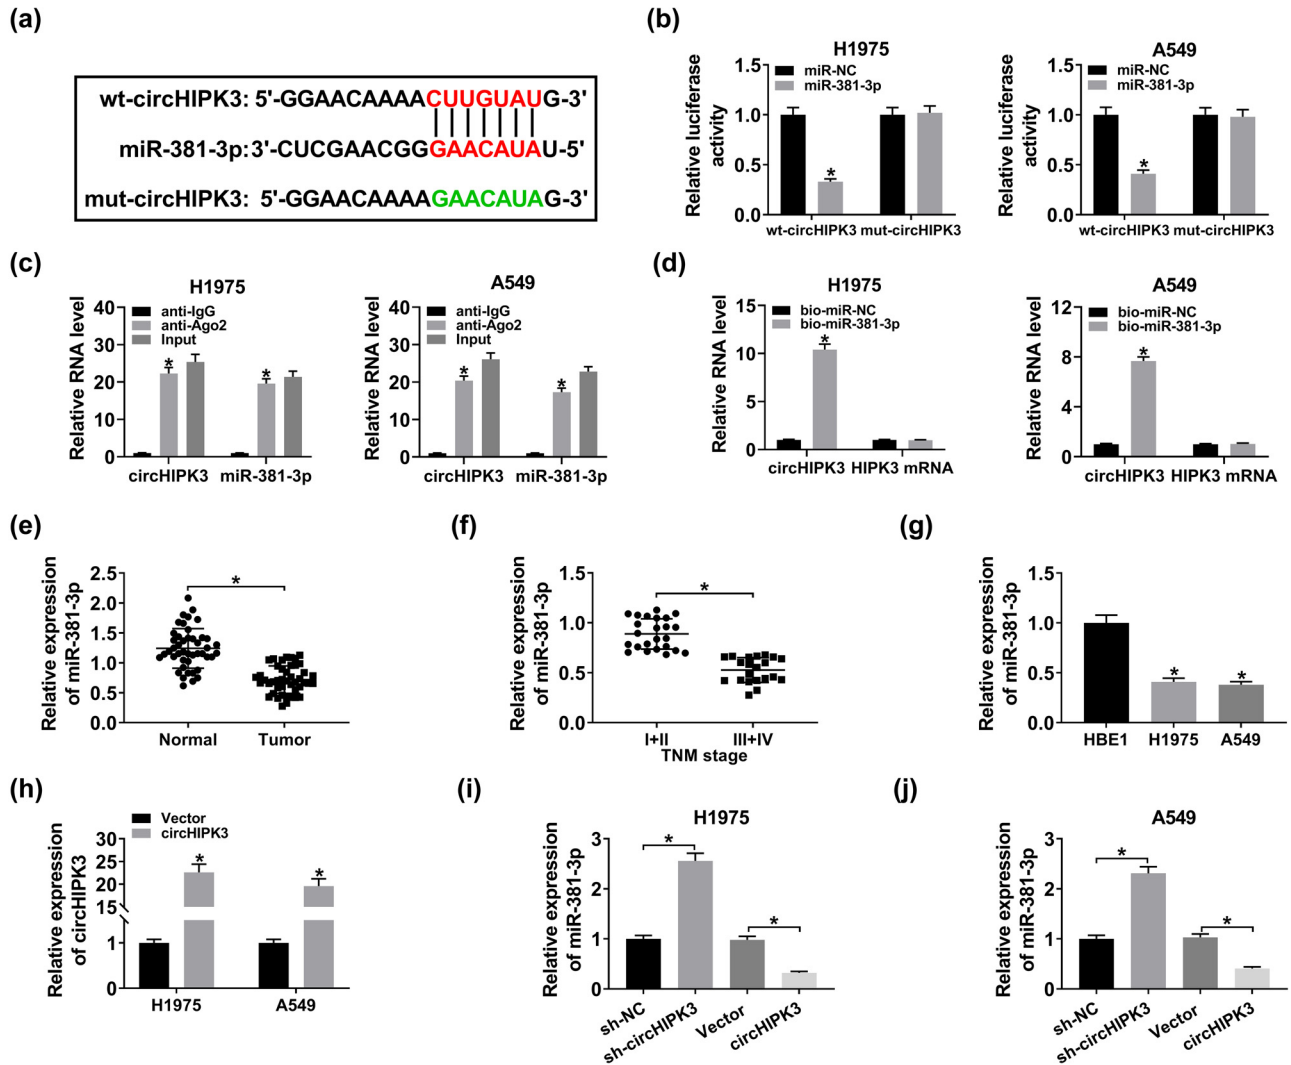 (a)
wt-circHIPK3: 5'-GGAACAAAACUUGUAUG-3'
miR-381-3p: 3'-CUCGAACGGGAACAUAU-5'
mut-circHIPK3: 5'-GGAACAAAAGAACAUAG-3'
(b)
H1975
Relative luciferase
activity
1.5
1.0
0.5
0.0
miR-NC
miR-381-3p
*
wt-circHIPK3 mut-circHIPK3
A549
Relative luciferase
activity
1.5
1.0
0.5
0.0
miR-NC
miR-381-3p
*
wt-circHIPK3 mut-circHIPK3
(c)
H1975
Relative RNA level
40
30
20
10
0
anti-IgG
anti-Ago2
Input
* *
circHIPK3 miR-381-3p
A549
Relative RNA level
40
30
20
10
0
anti-IgG
anti-Ago2
Input
* *
circHIPK3 miR-381-3p
(d)
H1975
Relative RNA level
15
10
5
0
bio-miR-NC
bio-miR-381-3p
*
circHIPK3 HIPK3 mRNA
A549
Relative RNA level
12
8
4
0
bio-miR-NC
bio-miR-381-3p
*
circHIPK3 HIPK3 mRNA
(e)
Relative expression
of miR-381-3p
2.5
2.0
1.5
1.0
0.5
0.0
*
Normal Tumor
(f)
Relative expression
of miR-381-3p
1.5
1.0
0.5
0.0
*
I+II III+IV
TNM stage
(g)
Relative expression
of miR-381-3p
1.5
1.0
0.5
0.0
* *
HBE1 H1975 A549
(h)
Relative expression
of circHIPK3
Vector
circHIPK3
30
25
20
15
1
0
* *
H1975 A549
(i)
H1975
Relative expression
of miR-381-3p
3
2
1
0
* *
sh-NC
sh-circHIPK3
Vector
circHIPK3
(j)
A549
Relative expression
of miR-381-3p
3
2
1
0
* *
sh-NC
sh-circHIPK3
Vector
circHIPK3